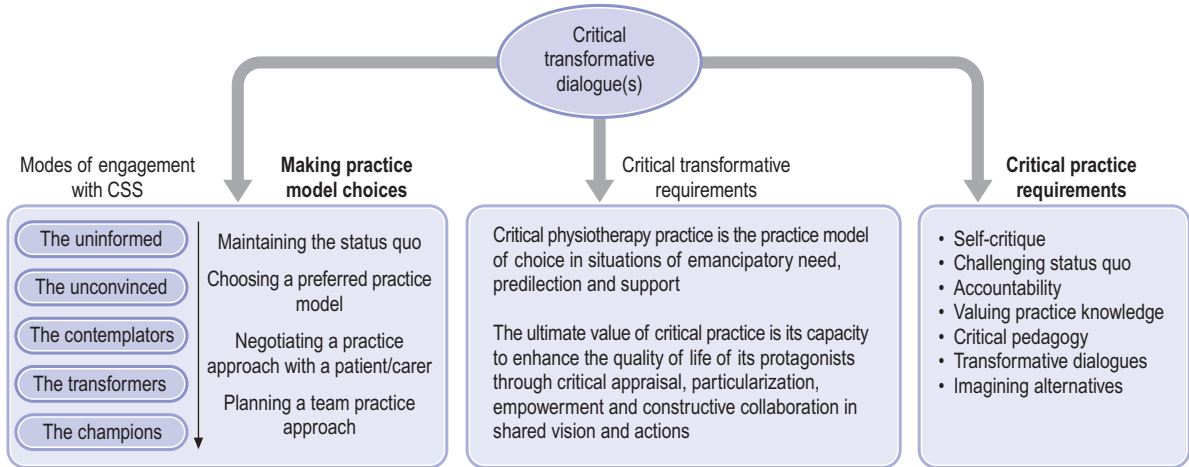 Critical
transformative
dialogue(s)
Modes of engagement
with CSS
Making practice
model choices
The uninformed
The unconvinced
The contemplators
The transformers
The champions
Maintaining the status quo
Choosing a preferred practice
model
Negotiating a practice
approach with a patient/carer
Planning a team practice
approach
Critical transformative
requirements
Critical physiotherapy practice is the practice model
of choice in situations of emancipatory need,
predilection and support
The ultimate value of critical practice is its capacity
to enhance the quality of life of its protagonists
through critical appraisal, particularization,
empowerment and constructive collaboration in
shared vision and actions
Critical practice
requirements
• Self-critique
• Challenging status quo
• Accountability
• Valuing practice knowledge
• Critical pedagogy
• Transformative dialogues
• Imagining alternatives